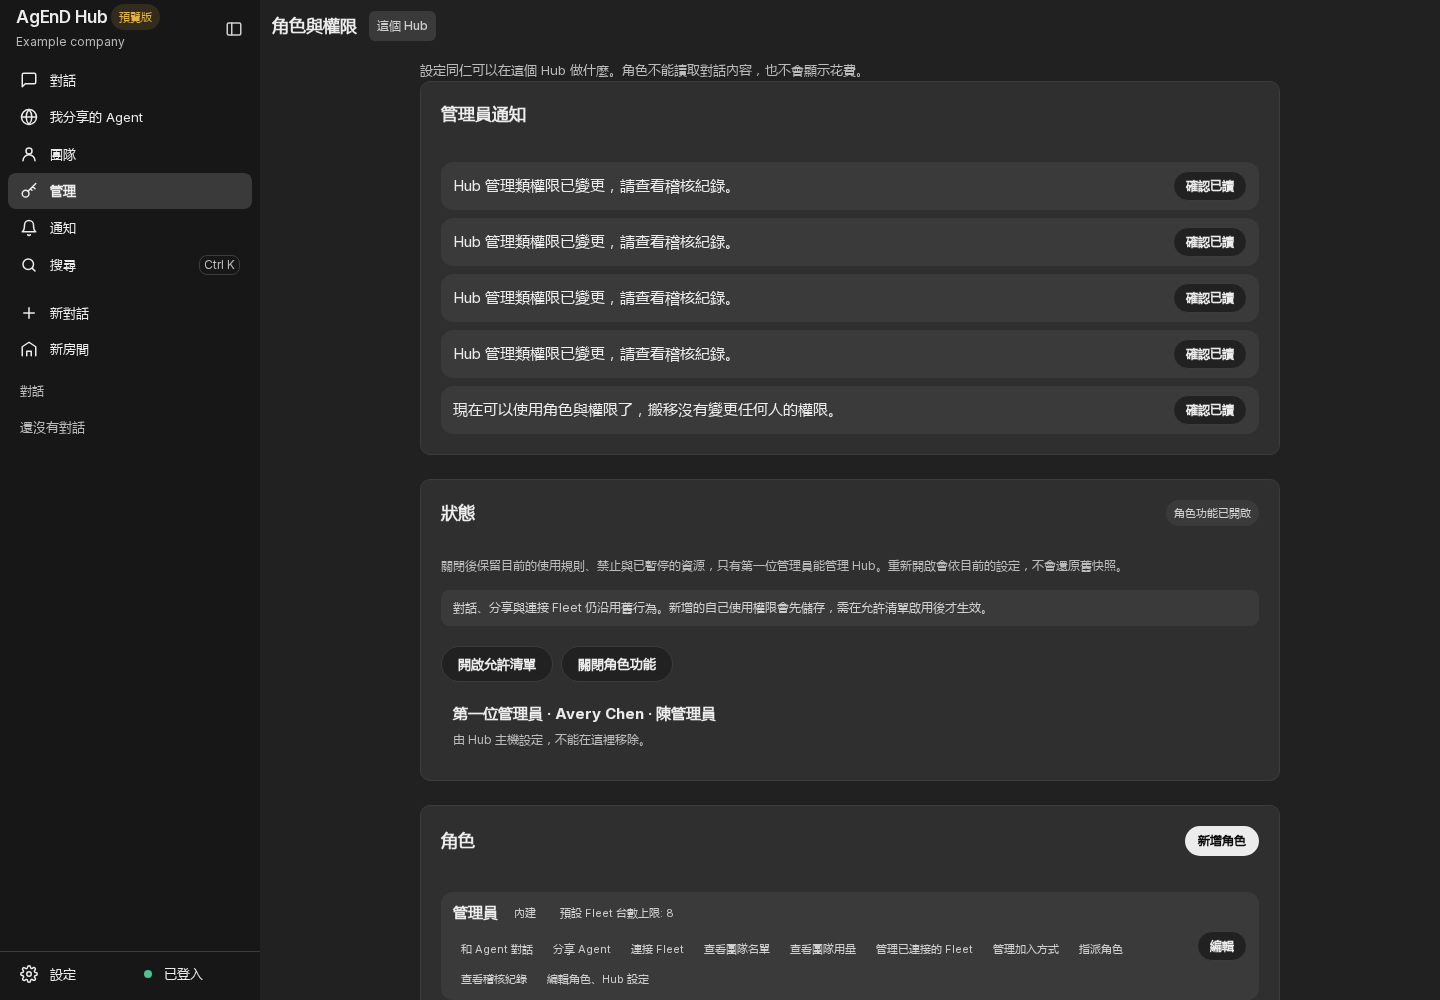 AgEnD Hub 預覽版
Example company
對話
我分享的 Agent
團隊
管理
通知
搜尋 Ctrl K
新對話
新房間
對話
還沒有對話
設定 已登入
角色與權限 這個 Hub
設定同仁可以在這個 Hub 做什麼。角色不能讀取對話內容，也不會顯示花費。
管理員通知
Hub 管理類權限已變更，請查看稽核紀錄。 確認已讀
Hub 管理類權限已變更，請查看稽核紀錄。 確認已讀
Hub 管理類權限已變更，請查看稽核紀錄。 確認已讀
Hub 管理類權限已變更，請查看稽核紀錄。 確認已讀
現在可以使用角色與權限了，搬移沒有變更任何人的權限。 確認已讀
狀態 角色功能已開啟
關閉後保留目前的使用規則、禁止與已暫停的資源，只有第一位管理員能管理 Hub。重新開啟會依目前的設定，不會還原舊快照。
對話、分享與連接 Fleet 仍沿用舊行為。新增的自己使用權限會先儲存，需在允許清單啟用後才生效。
開啟允許清單 關閉角色功能
第一位管理員 · Avery Chen · 陳管理員
由 Hub 主機設定，不能在這裡移除。
角色 新增角色
管理員 內建 預設 Fleet 台數上限: 8
和 Agent 對話 分享 Agent 連接 Fleet 查看團隊名單 查看團隊用量 管理已連接的 Fleet 管理加入方式 指派角色
查看稽核紀錄 編輯角色、Hub 設定
編輯